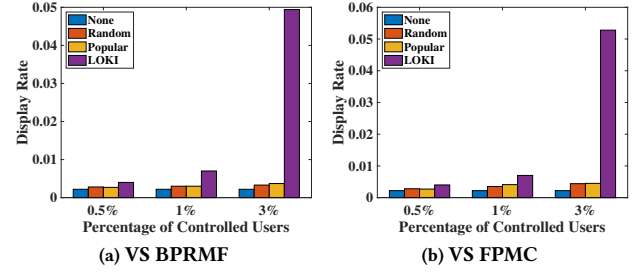 0.05
0.04
0.03
0.02
0.01
0
Display Rate
None
Random
Popular
LOKI
0.5% 1% 3%
Percentage of Controlled Users
(a) VS BPRMF
0.06
0.05
0.04
0.03
0.02
0.01
0
Display Rate
None
Random
Popular
LOKI
0.5% 1% 3%
Percentage of Controlled Users
(b) VS FPMC